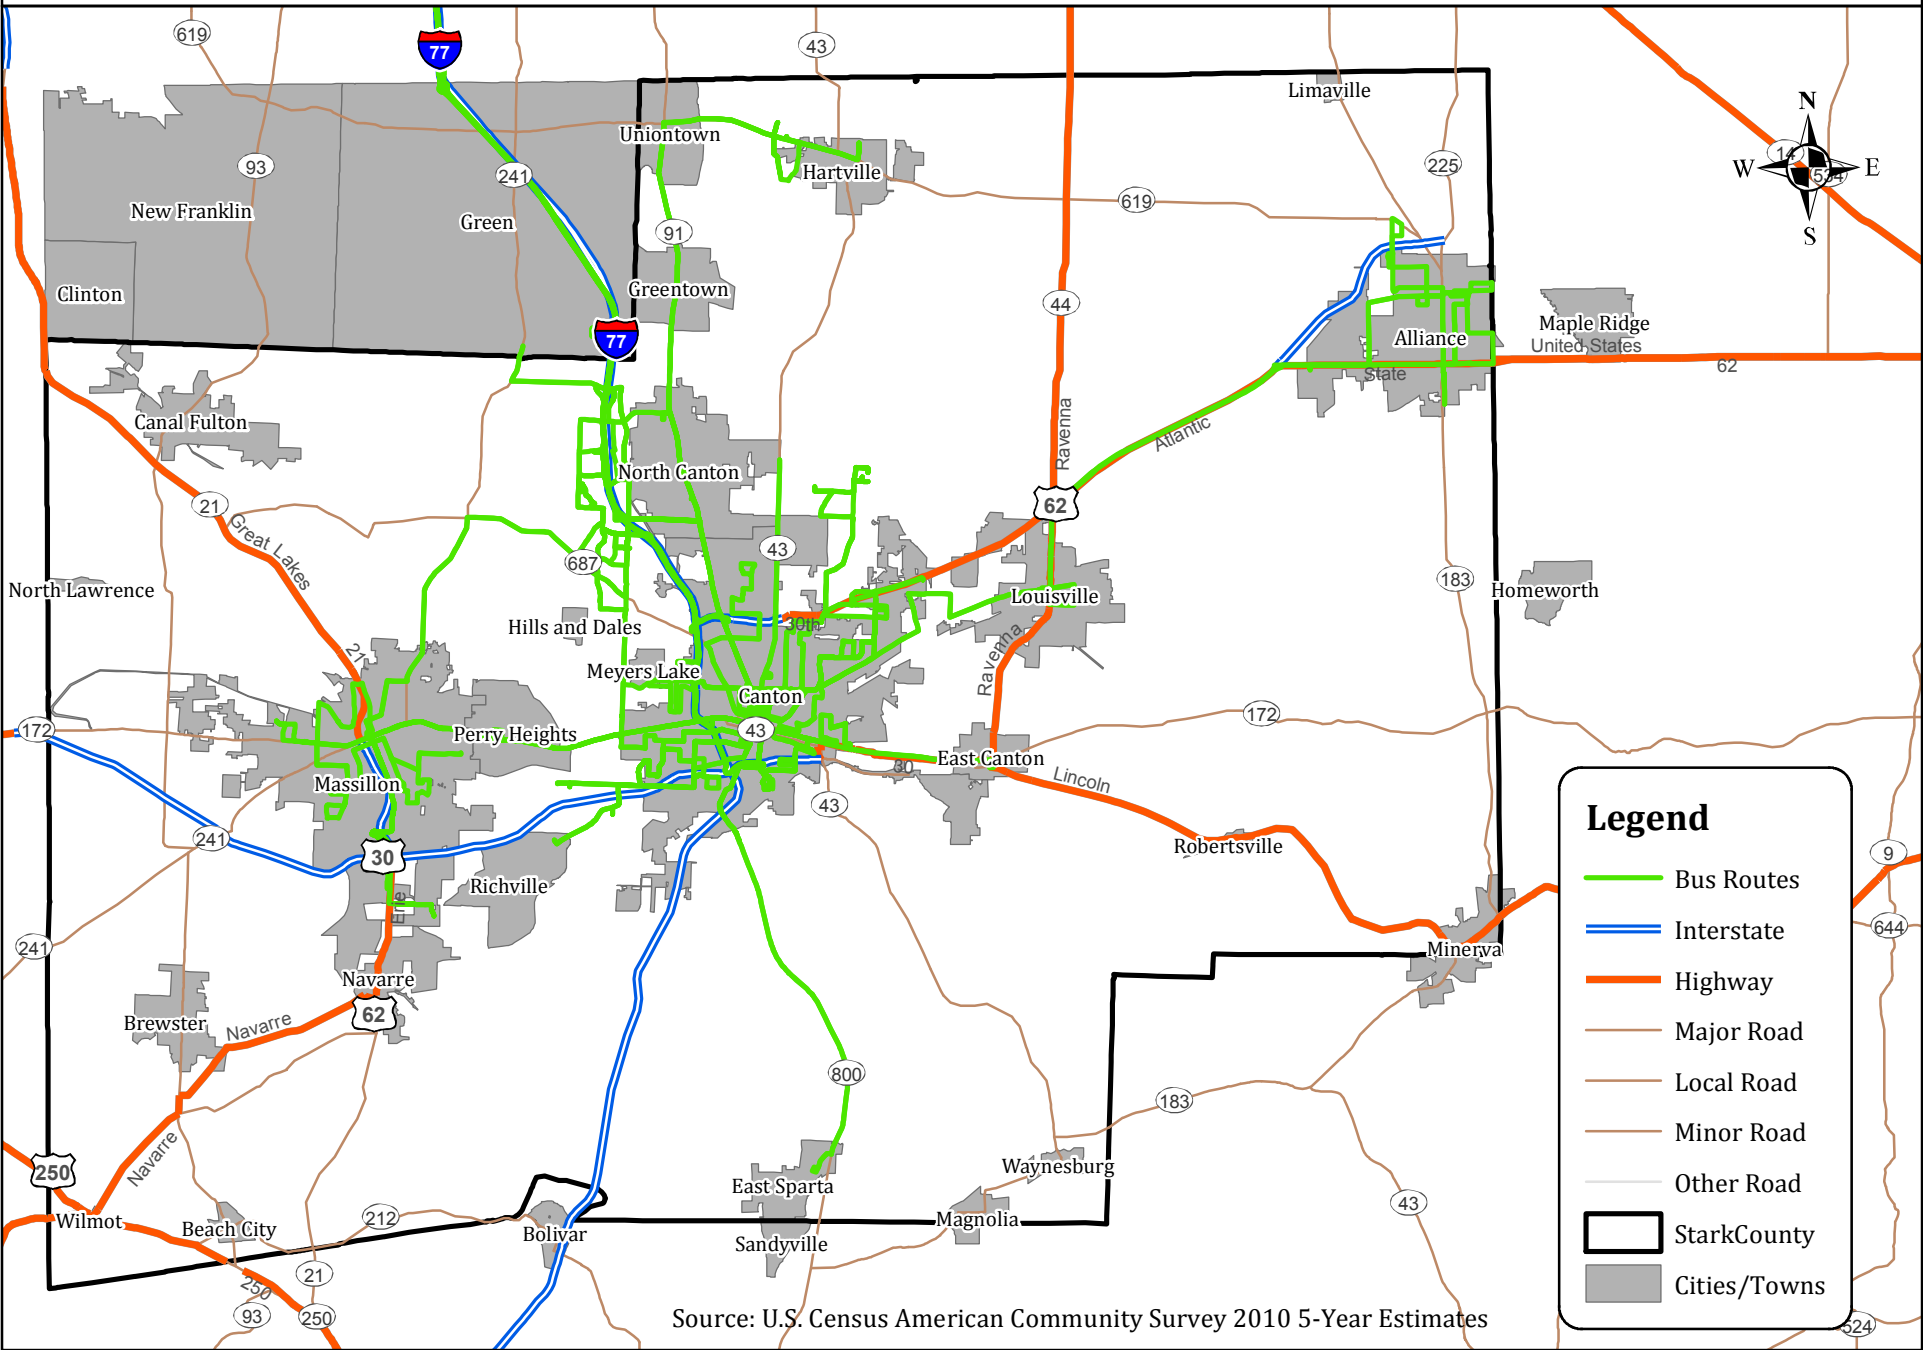 619
77
43
Limaville
N
Uniontown
14
W
E
534
Hartville
93
241
225
619
New Franklin
Green
91
S
Clinton
Greentown
44
77
Maple Ridge
Alliance
United States
62
State
Canal Fulton
Ravenna
Atlantic
North Canton
21
62
Great Lakes
43
687
183
North Lawrence
Homeworth
Louisville
Hills and Dales
30th
21
Ravenna
Meyers Lake
Canton
172
172
43
Perry Heights
East Canton
30
Lincoln
Massillon
43
241
Robertsville
30
Richville
Erie
241
Minerva
Navarre
62
Brewster
Navarre
800
183
Navarre
250
Waynesburg
East Sparta
Wilmot
Beach City
212
Magnolia
43
Bolivar
Sandyville
21
250
93
250
9
644
524
Legend
Bus Routes
Interstate
Highway
Major Road
Local Road
Minor Road
Other Road
StarkCounty
Cities/Towns
Source: U.S. Census American Community Survey 2010 5-Year Estimates